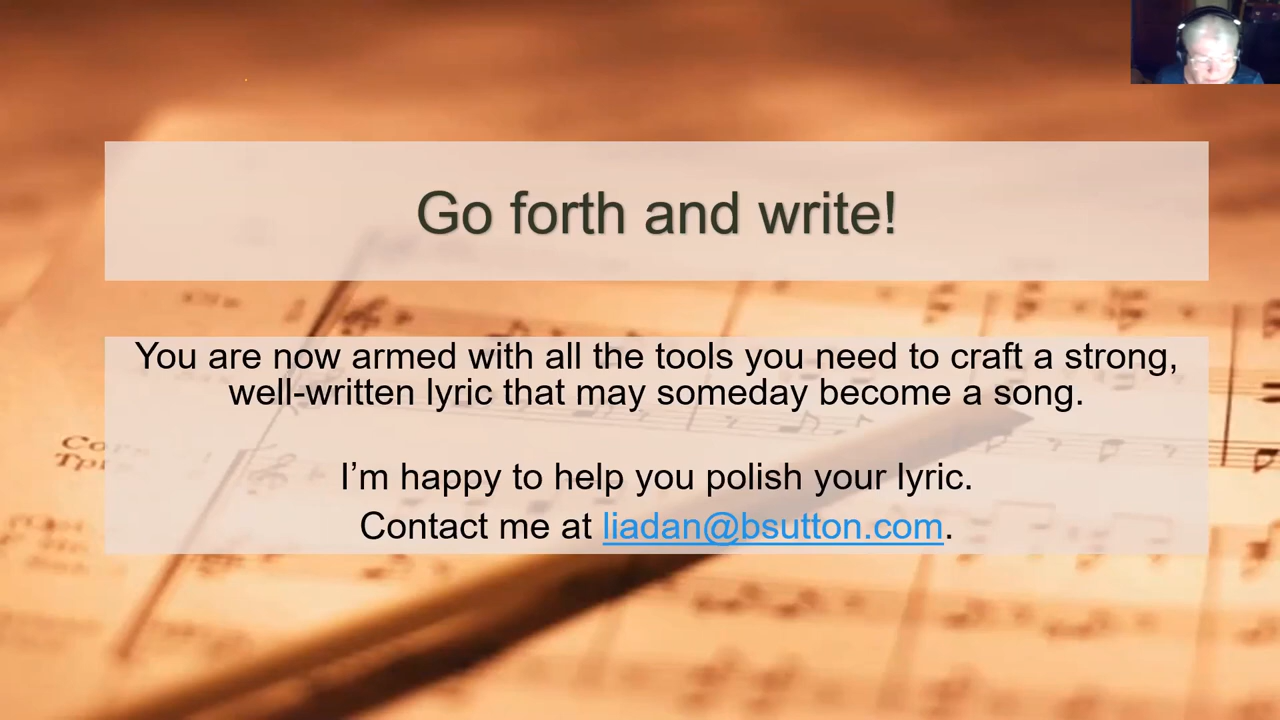 Go forth and write!
You are now armed with all the tools you need to craft a strong,
well-written lyric that may someday become a song.
I'm happy to help you polish your lyric.
Contact me at liadan@bsutton.com.